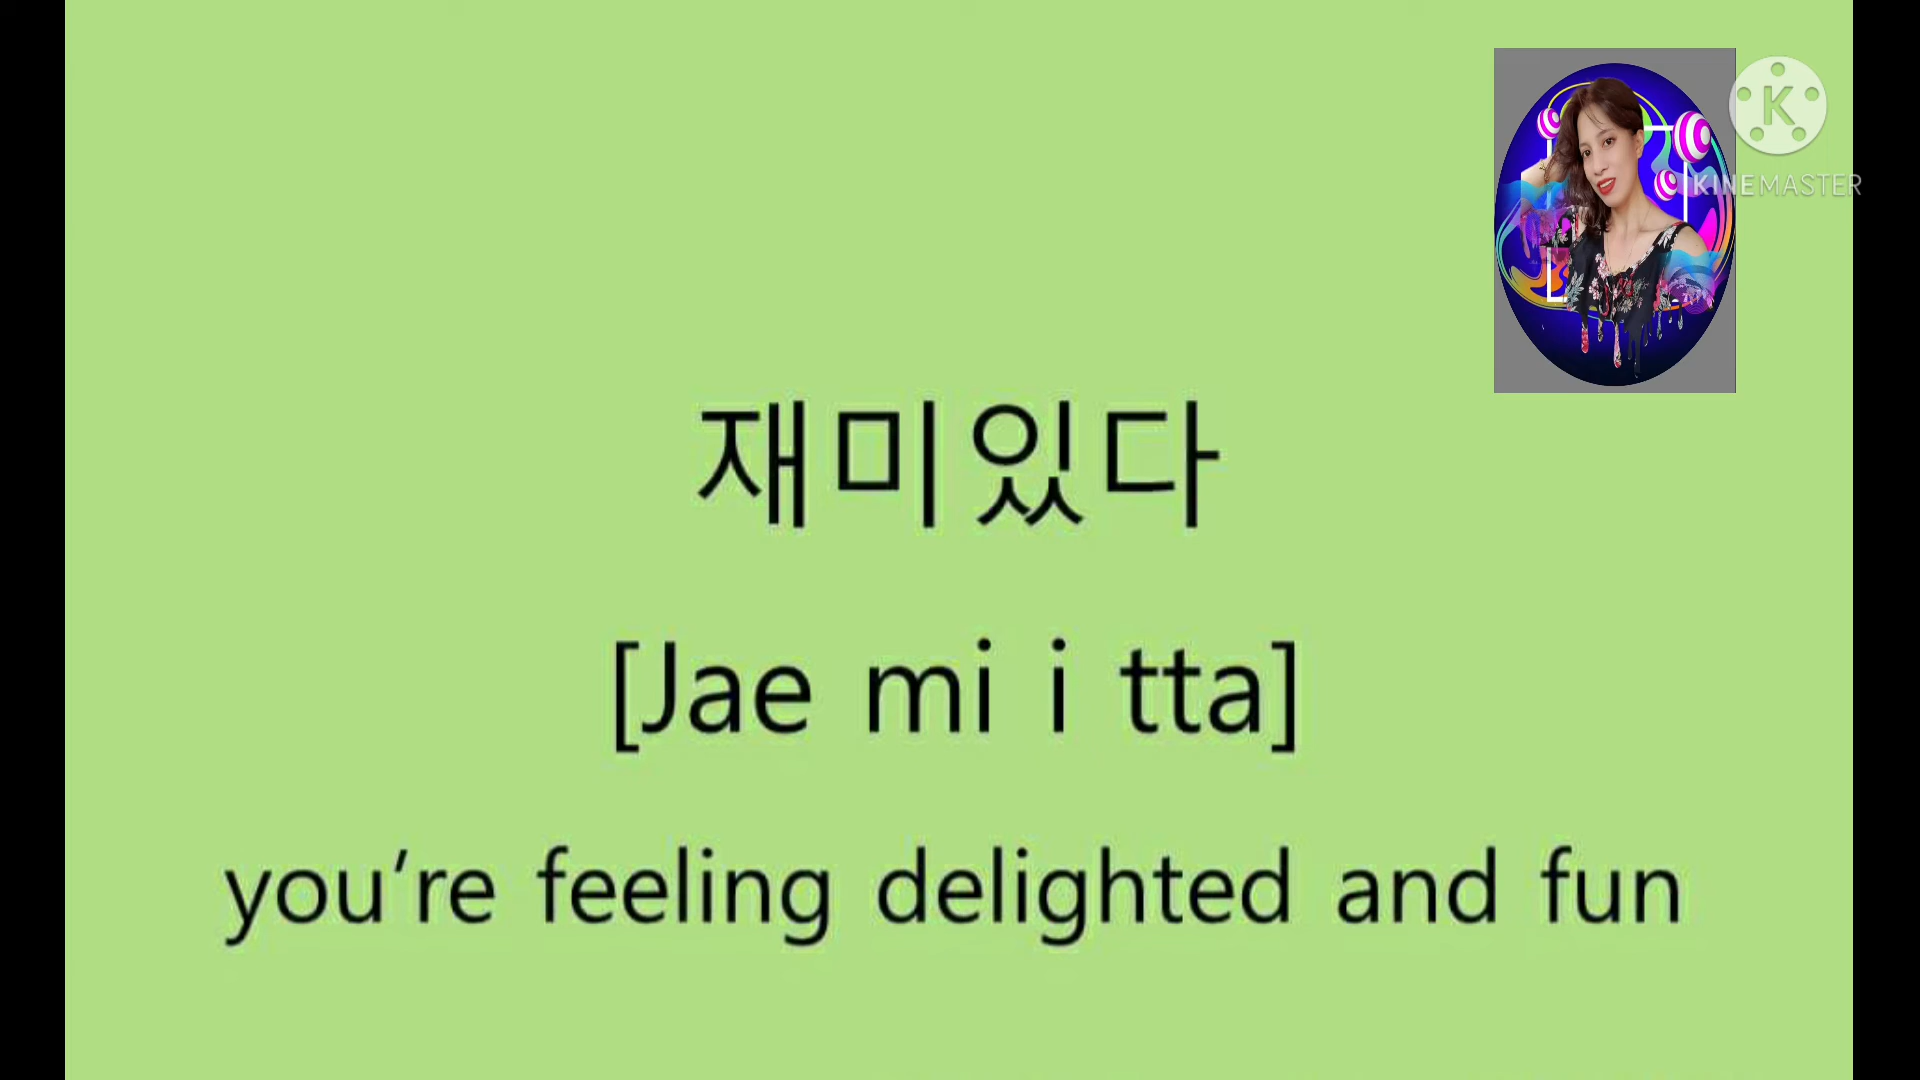 K
KINEMASTER
재미있다
[Jae mi i tta]
you're feeling delighted and fun